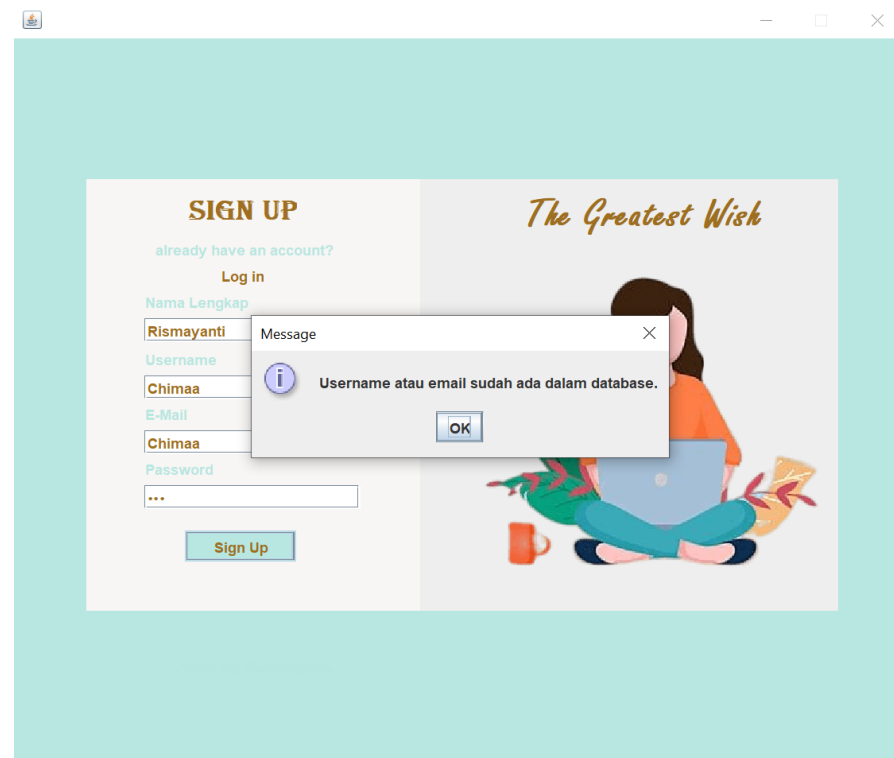 SIGN UP
already have an account?
Log in
Nama Lengkap
Rismayanti
Username
Chimaa
E-Mail
Chimaa
Password
...
Sign Up
The Greatest Wish
Message
Username atau email sudah ada dalam database.
OK